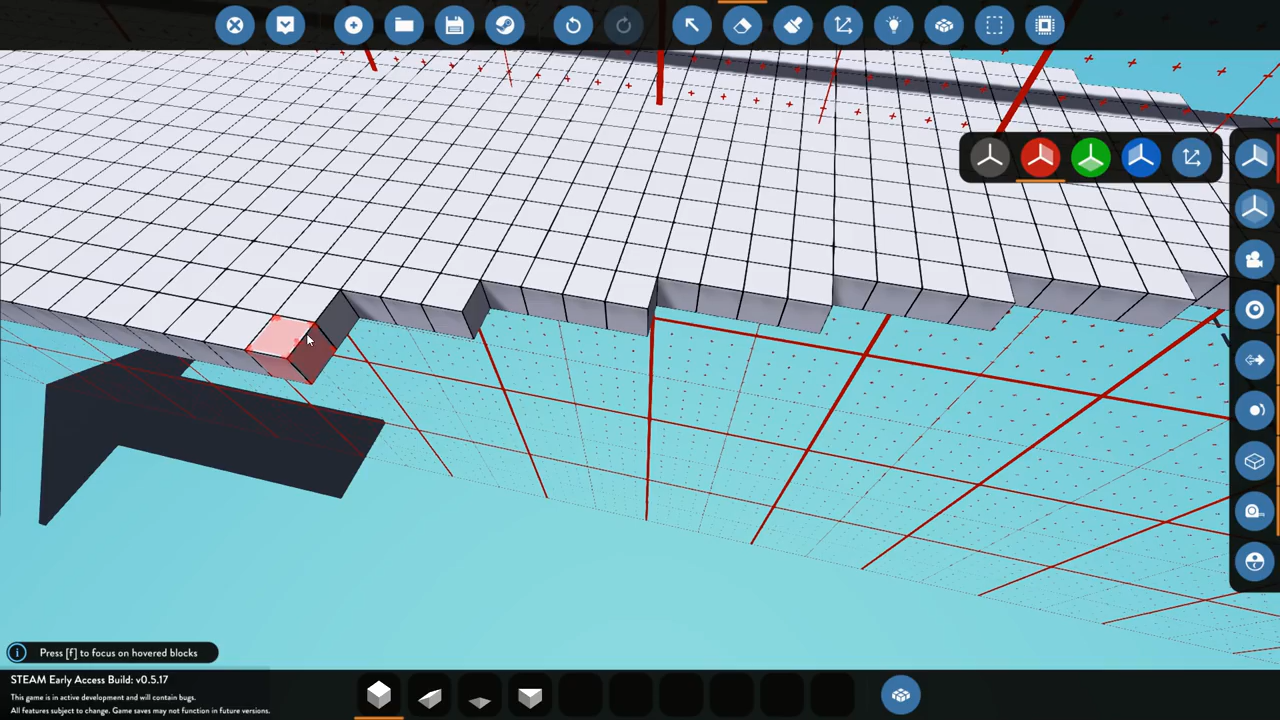 Press [f] to focus on hovered blocks
STEAM Early Access Build: v0.5.17
This game is in active development and will contain bugs.
All features subject to change. Game saves may not function in future versions.